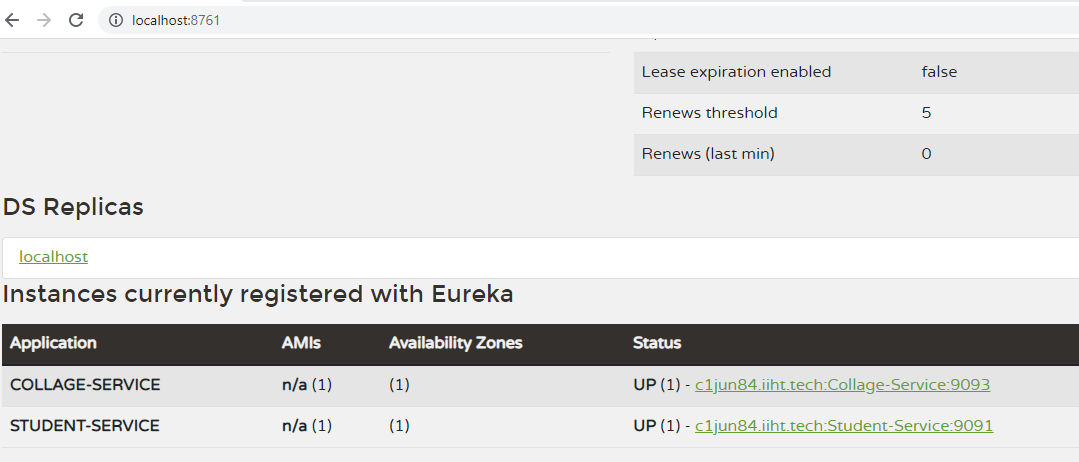 localhost:8761
Lease expiration enabled false
Renews threshold 5
Renews (last min) 0
DS Replicas
localhost
Instances currently registered with Eureka
Application AMIs Availability Zones Status
COLLAGE-SERVICE n/a (1) (1) UP (1) - c1jun84.iiht.tech:Collage-Service:9093
STUDENT-SERVICE n/a (1) (1) UP (1) - c1jun84.iiht.tech:Student-Service:9091